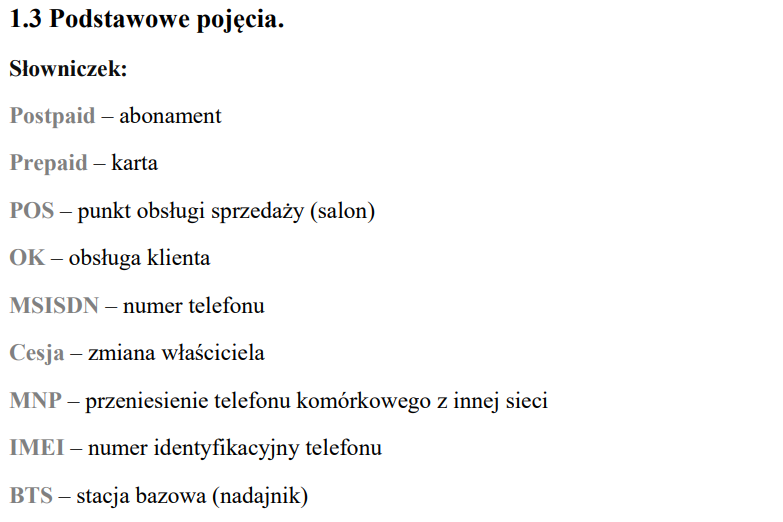 1.3 Podstawowe pojęcia.
Słowniczek:
Postpaid – abonament
Prepaid – karta
POS – punkt obsługi sprzedaży (salon)
OK – obsługa klienta
MSISDN – numer telefonu
Cesja – zmiana właściciela
MNP – przeniesienie telefonu komórkowego z innej sieci
IMEI – numer identyfikacyjny telefonu
BTS – stacja bazowa (nadajnik)